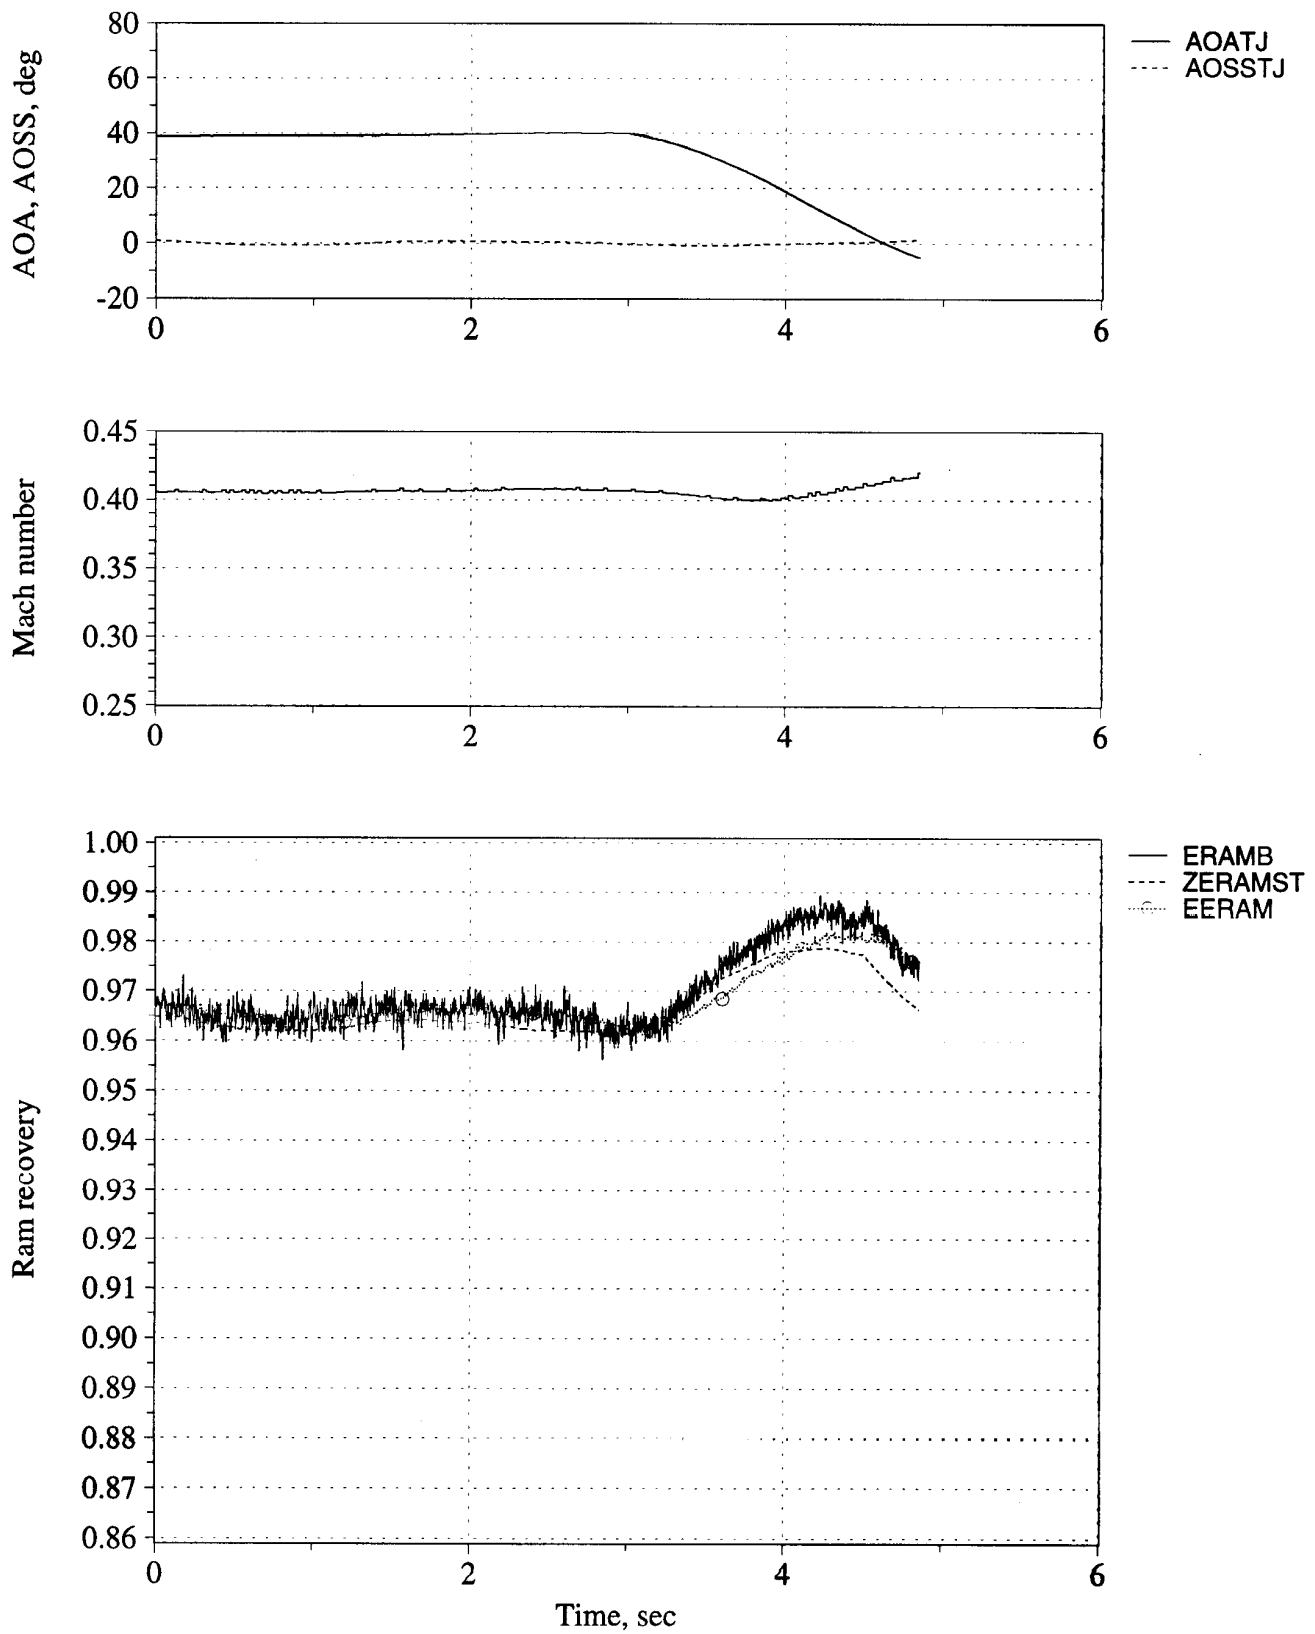 AOA, AOSS, deg
80
60
40
20
0
-20
0 2 4 6
AOATJ
AOSSTJ
Mach number
0.45
0.40
0.35
0.30
0.25
0 2 4 6
Ram recovery
1.00
0.99
0.98
0.97
0.96
0.95
0.94
0.93
0.92
0.91
0.90
0.89
0.88
0.87
0.86
0 2 4 6
Time, sec
ERAMB
ZERAMST
EERAM